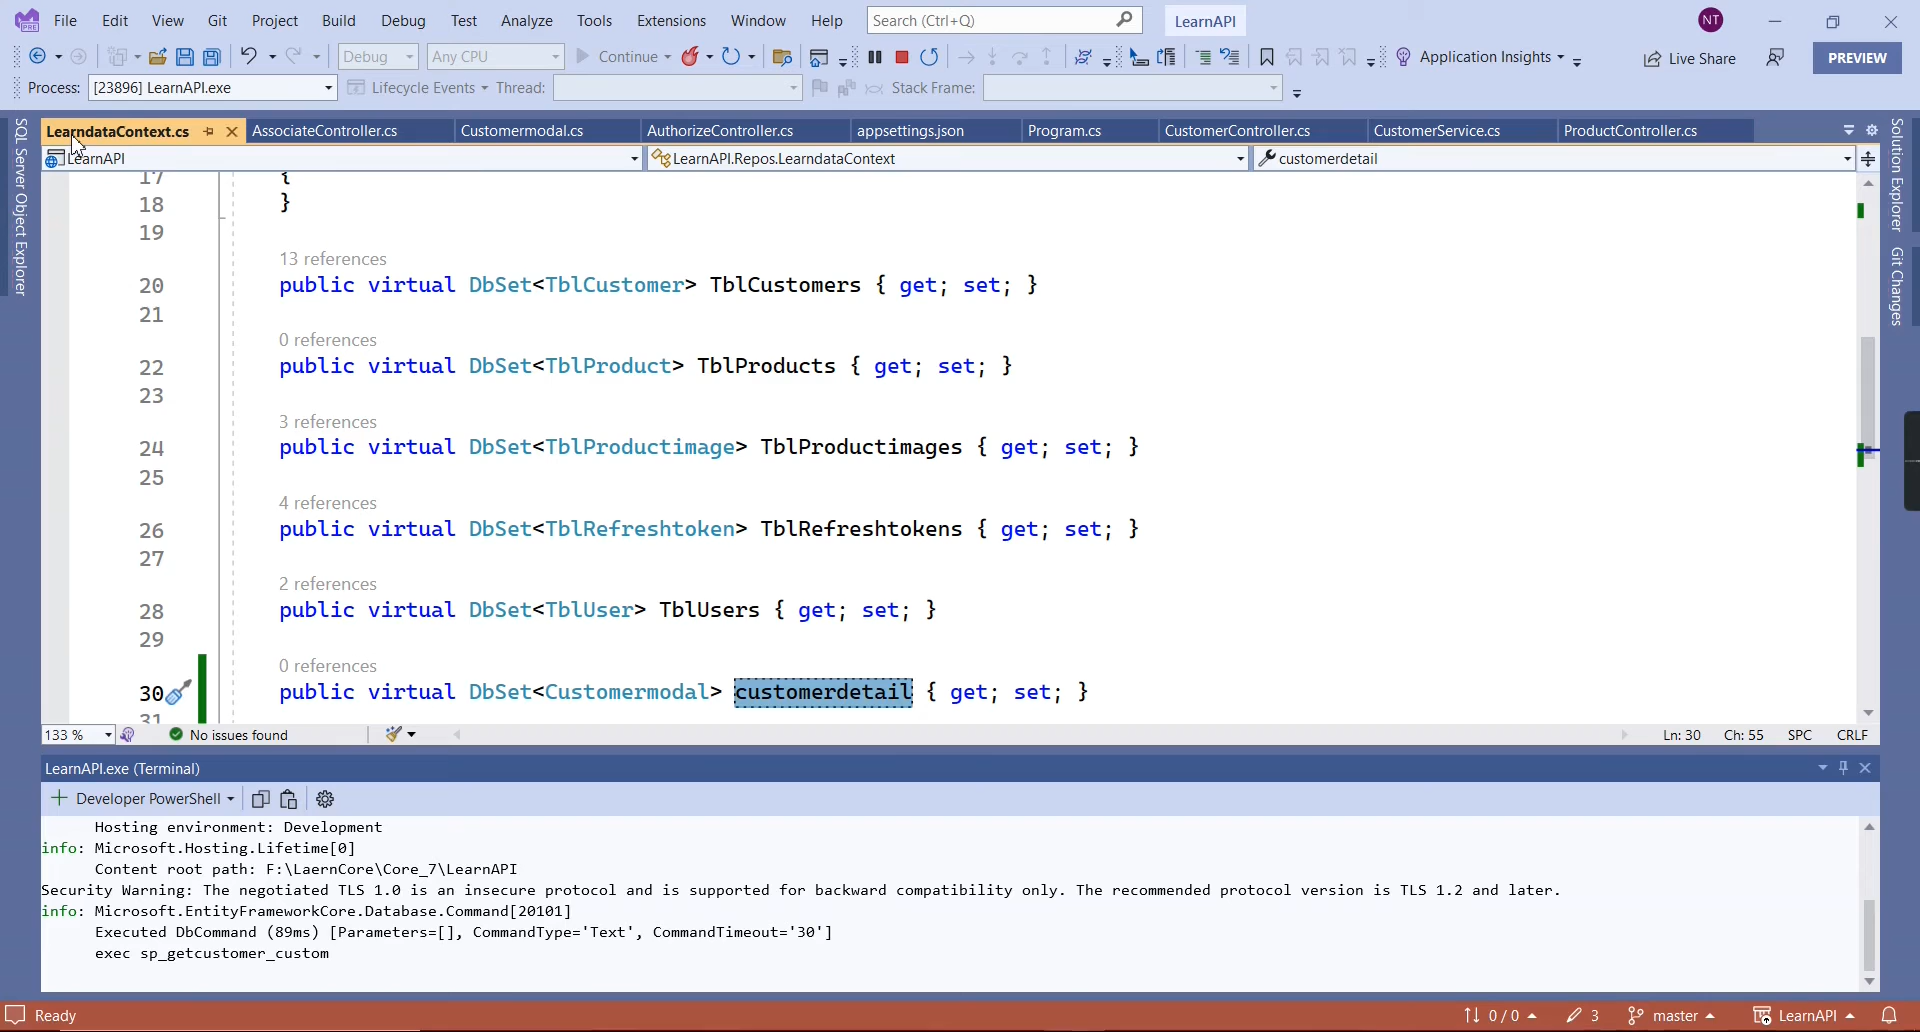 File Edit View Git Project Build Debug Test Analyze Tools Extensions Window Help Search (Ctrl+Q) LearnAPI NT
Debug Any CPU Continue Application Insights Live Share PREVIEW
Process: [23896] LearnAPI.exe Lifecycle Events Thread: Stack Frame:
SQL Server Object Explorer
LearndataContext.cs AssociateController.cs Customermodal.cs AuthorizeController.cs appsettings.json Program.cs CustomerController.cs CustomerService.cs ProductController.cs
Solution Explorer
Git Changes
LearnAPI LearnAPI.Repos.LearndataContext customerdetail
17 {
18 }
19
13 references
20 public virtual DbSet<TblCustomer> TblCustomers { get; set; }
21
0 references
22 public virtual DbSet<TblProduct> TblProducts { get; set; }
23
3 references
24 public virtual DbSet<TblProductimage> TblProductimages { get; set; }
25
4 references
26 public virtual DbSet<TblRefreshtoken> TblRefreshtokens { get; set; }
27
2 references
28 public virtual DbSet<TblUser> TblUsers { get; set; }
29
0 references
30 public virtual DbSet<Customermodal> customerdetail { get; set; }
31
133 % No issues found Ln: 30 Ch: 55 SPC CRLF
LearnAPI.exe (Terminal)
Developer PowerShell
Hosting environment: Development
info: Microsoft.Hosting.Lifetime[0]
Content root path: F:\LaernCore\Core_7\LearnAPI
Security Warning: The negotiated TLS 1.0 is an insecure protocol and is supported for backward compatibility only. The recommended protocol version is TLS 1.2 and later.
info: Microsoft.EntityFrameworkCore.Database.Command[20101]
Executed DbCommand (89ms) [Parameters=[], CommandType='Text', CommandTimeout='30']
exec sp_getcustomer_custom
Ready 0 / 0 3 master LearnAPI